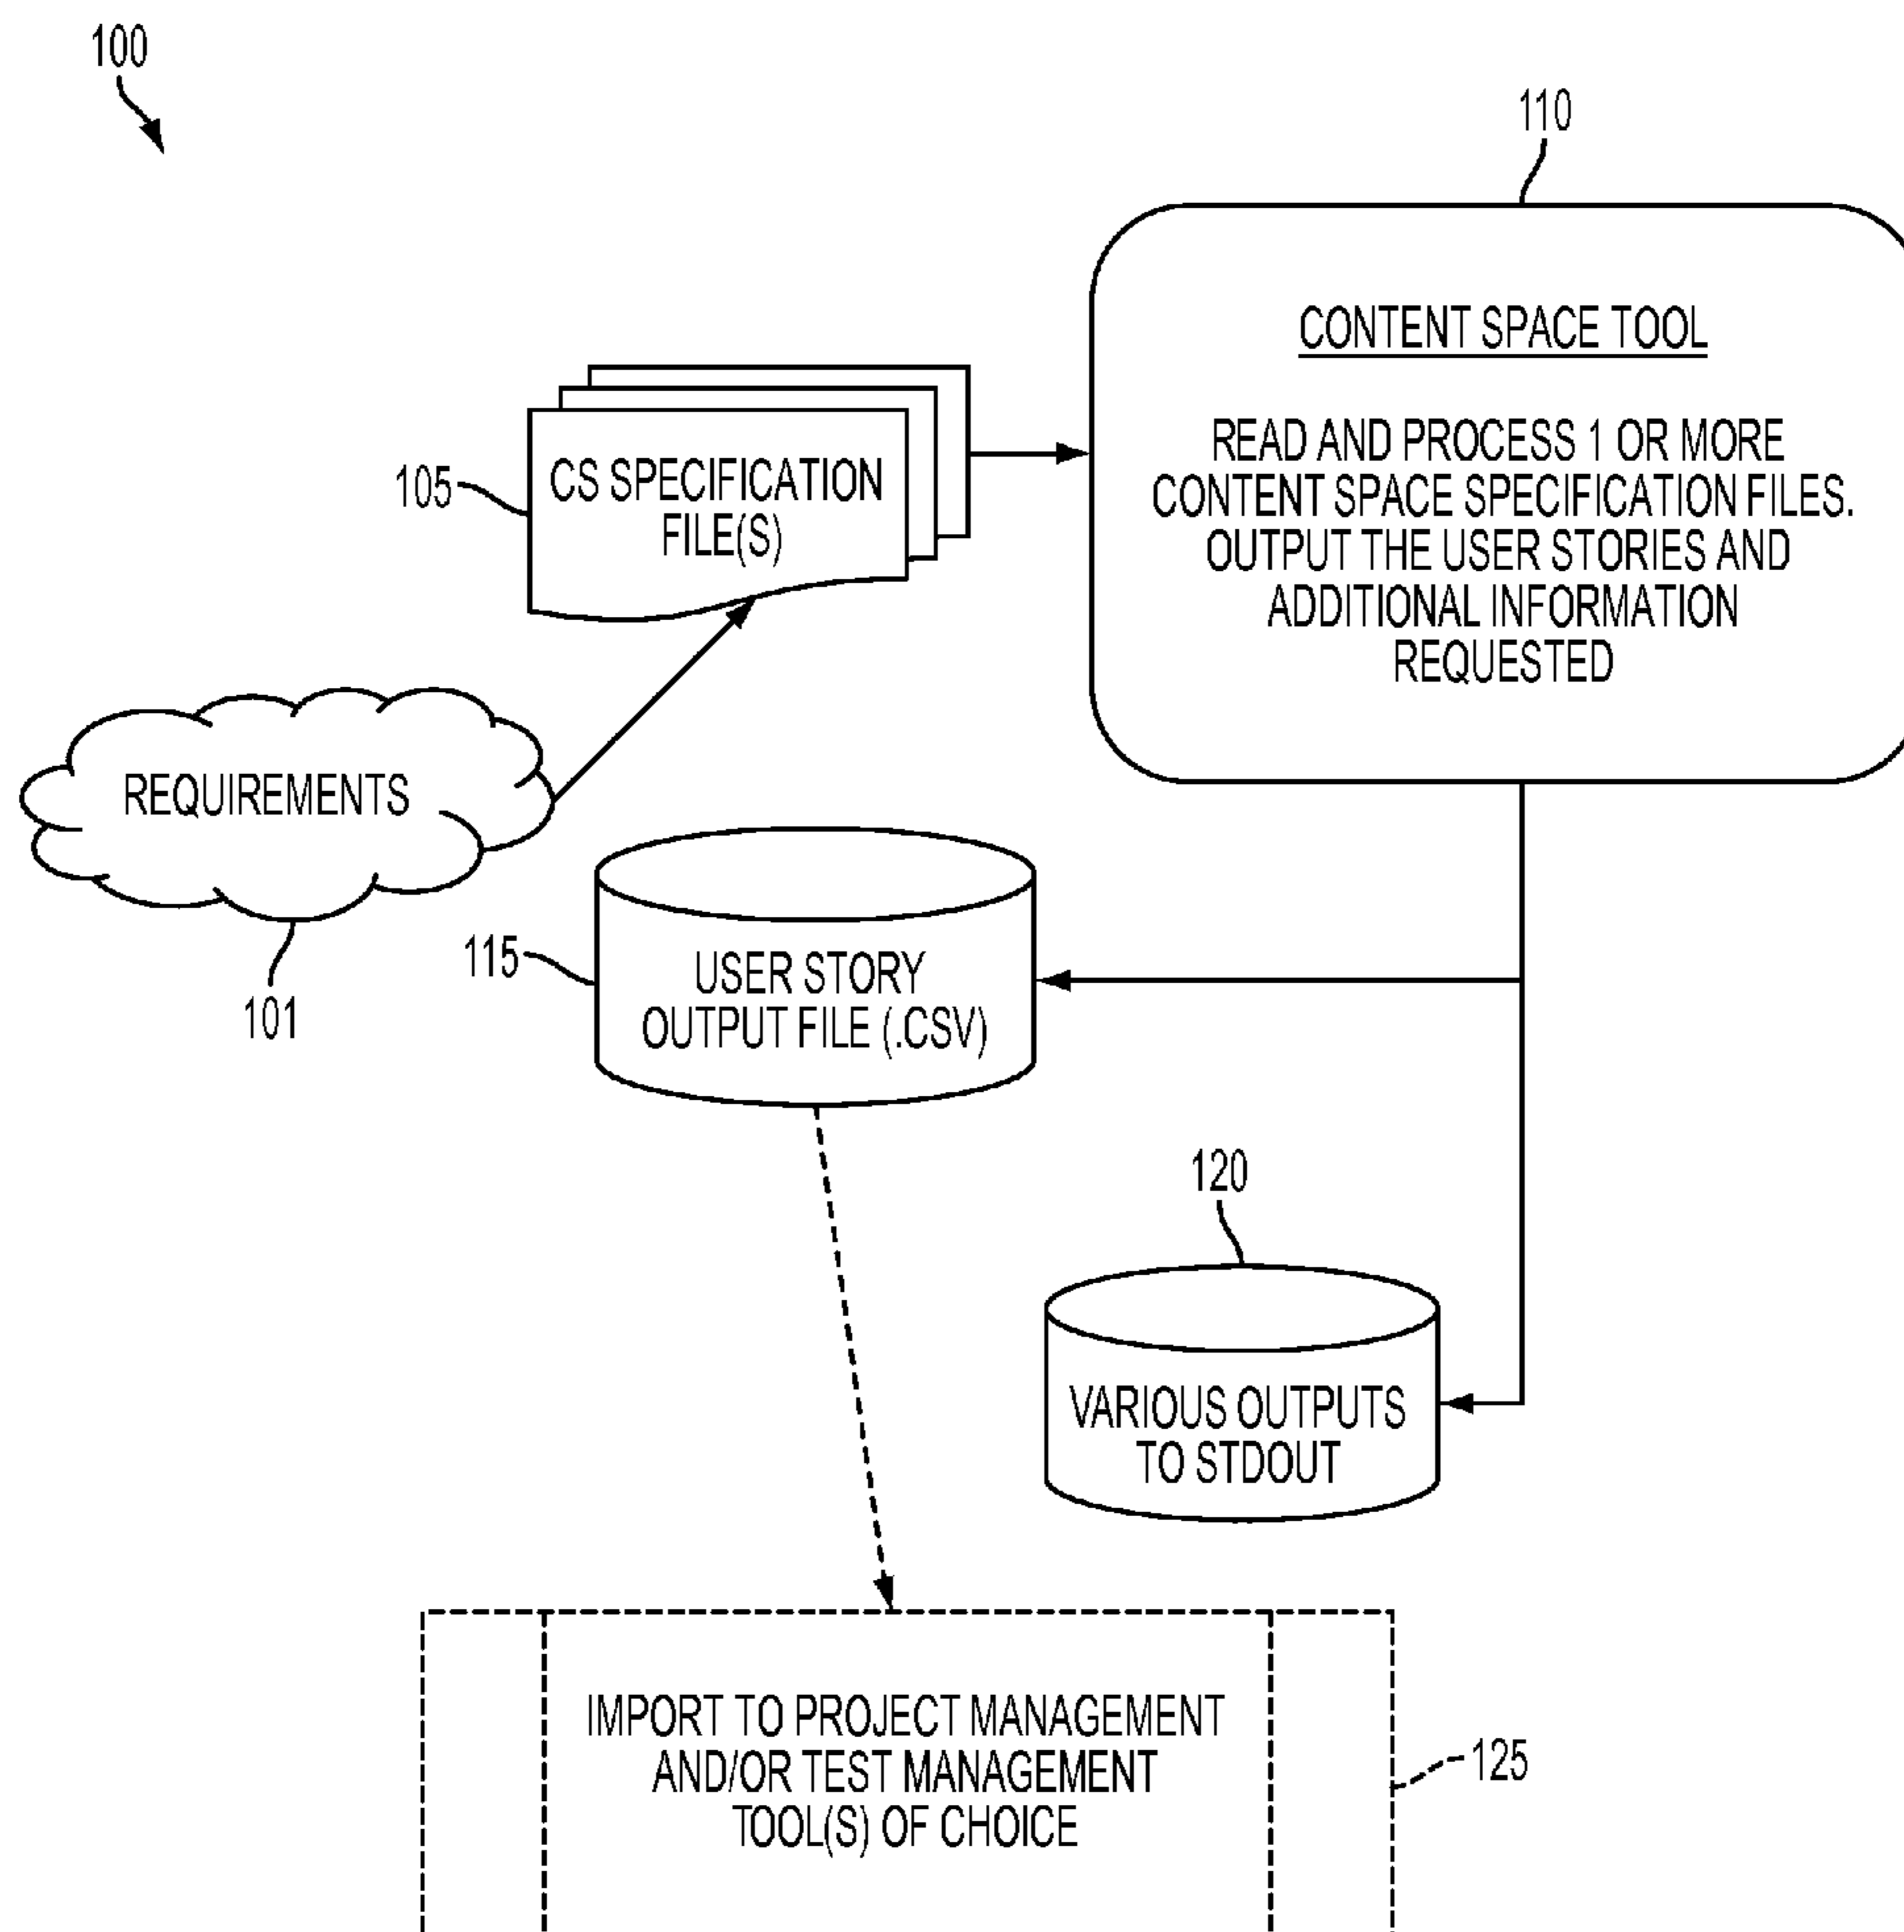 100
110
CONTENT SPACE TOOL
READ AND PROCESS 1 OR MORE
CONTENT SPACE SPECIFICATION FILES.
OUTPUT THE USER STORIES AND
ADDITIONAL INFORMATION
REQUESTED
105
CS SPECIFICATION
FILE(S)
REQUIREMENTS
101
115
USER STORY
OUTPUT FILE (.CSV)
120
VARIOUS OUTPUTS
TO STDOUT
IMPORT TO PROJECT MANAGEMENT
AND/OR TEST MANAGEMENT
TOOL(S) OF CHOICE
125